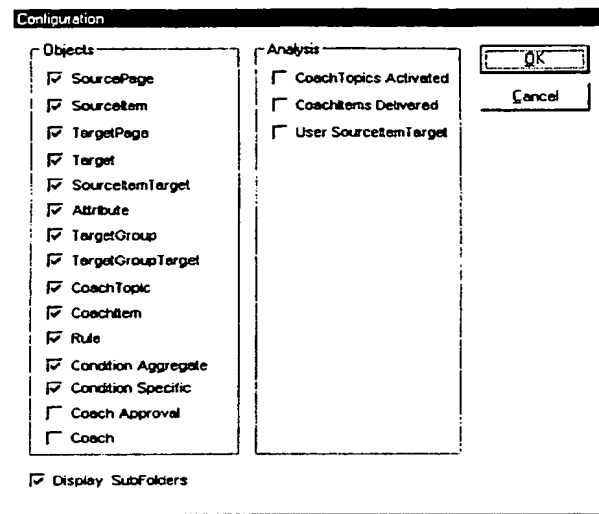 Configuration
Objects
SourcePage
SourceItem
TargetPage
Target
SourceItemTarget
Attribute
TargetGroup
TargetGroupTarget
CoachTopic
CoachItem
Rule
Condition Aggregate
Condition Specific
Coach Approval
Coach
Display SubFolders
Analysis
CoachTopics Activated
CoachItems Delivered
User SourceItemTarget
OK
Cancel